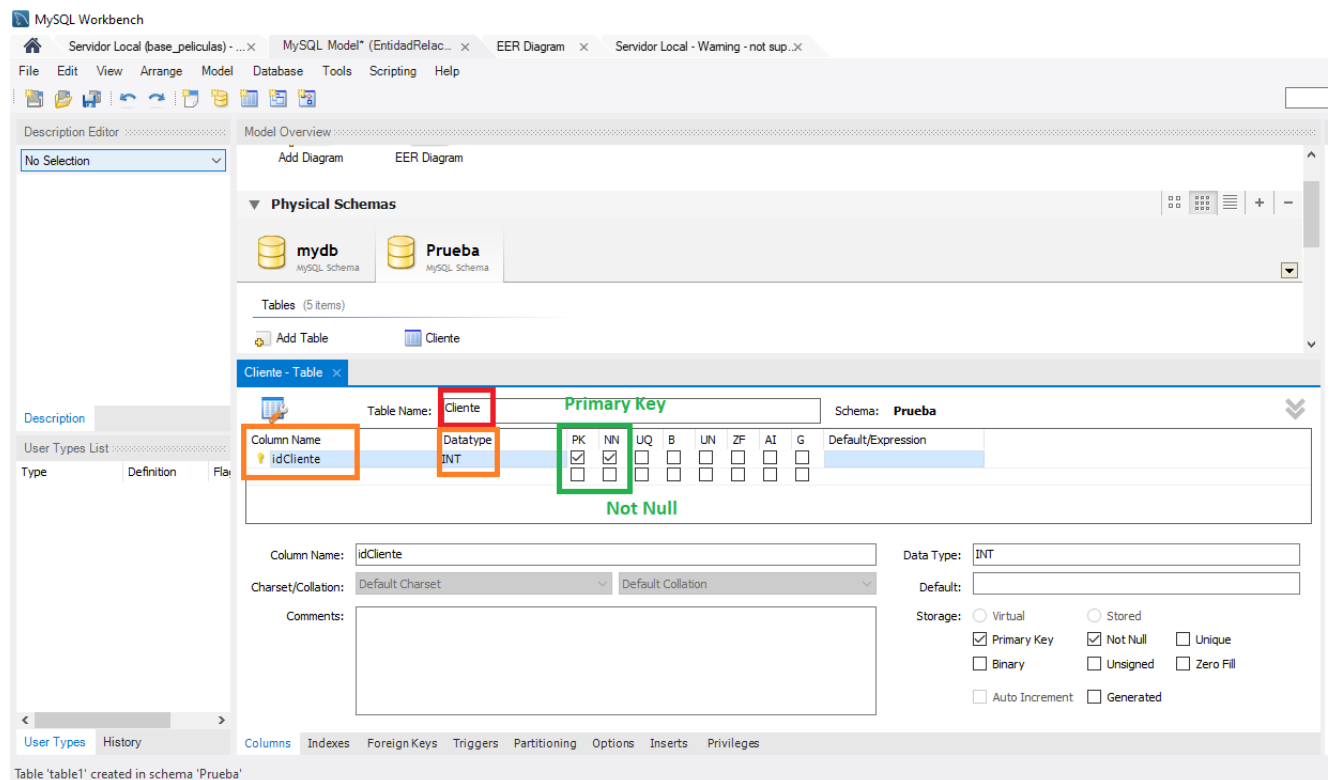 MySQL Workbench
Servidor Local (base_peliculas) - ... x MySQL Model* (EntidadRelac... x EER Diagram x Servidor Local - Warning - not sup..x
File Edit View Arrange Model Database Tools Scripting Help
Description Editor Model Overview
No Selection Add Diagram EER Diagram
Physical Schemas + -
mydb Prueba
MySQL Schema MySQL Schema
Tables (5 items)
Add Table Cliente
Cliente - Table x
Description Table Name: Cliente Primary Key Schema: Prueba
User Types List Column Name Datatype PK NN UQ B UN ZF AI G Default/Expression
Type Definition Flag idCliente INT
Not Null
Column Name: idCliente Data Type: INT
Charset/Collation: Default Charset Default Collation Default:
Comments: Storage: Virtual Stored
Primary Key Not Null Unique
Binary Unsigned Zero Fill
Auto Increment Generated
User Types History Columns Indexes Foreign Keys Triggers Partitioning Options Inserts Privileges
Table 'table1' created in schema 'Prueba'